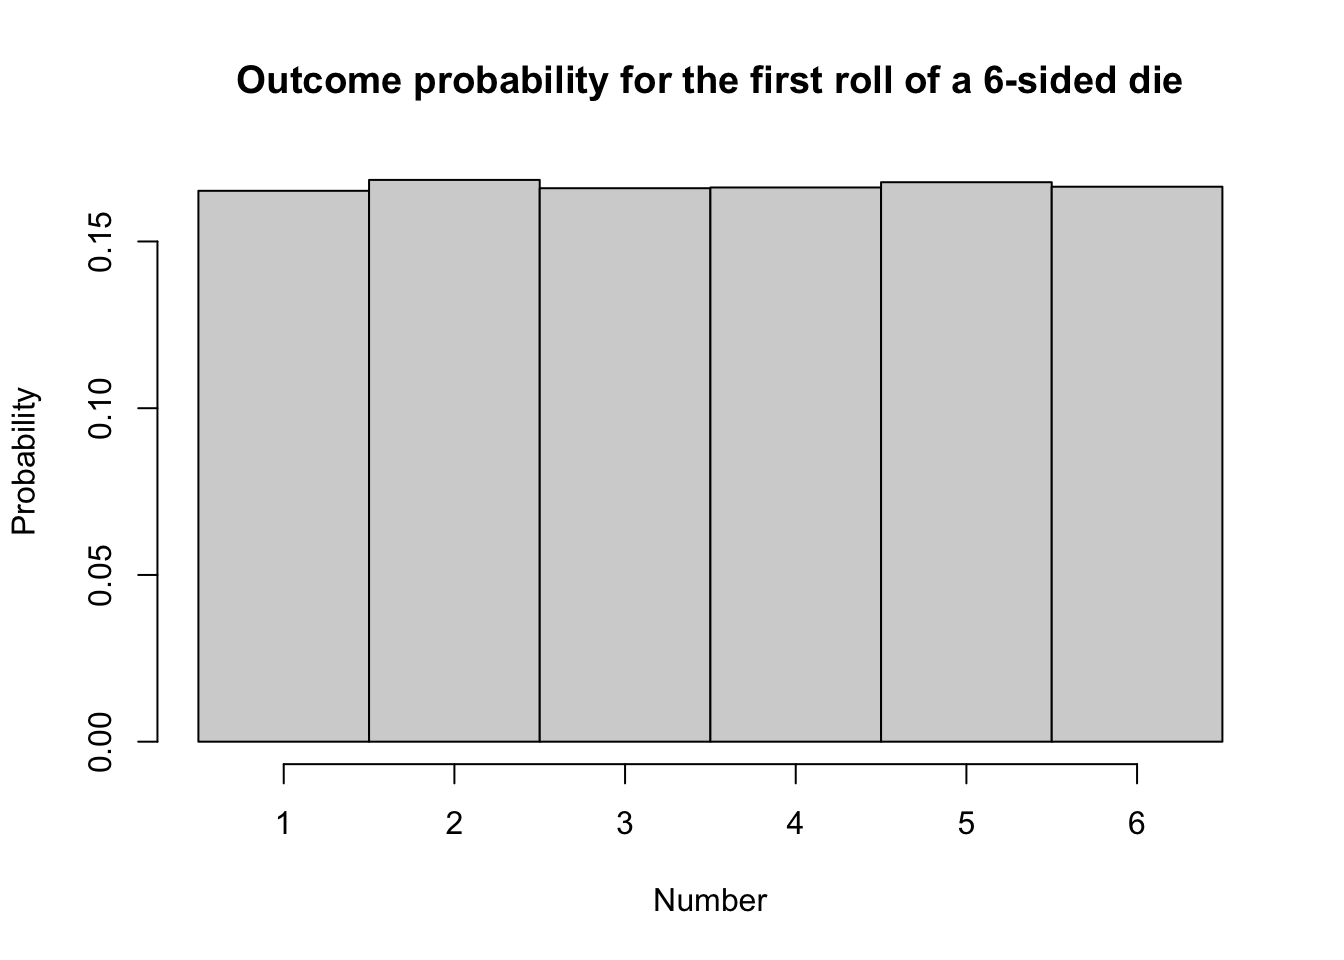 Outcome probability for the first roll of a 6-sided die
Probability
0.15
0.10
0.05
0.00
1 2 3 4 5 6
Number